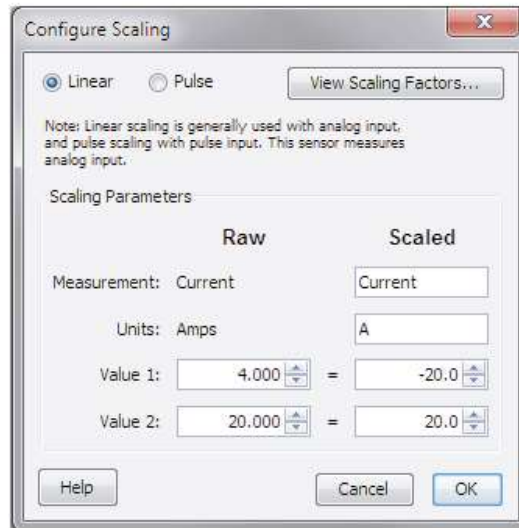 Configure Scaling
Linear Pulse View Scaling Factors...
Note: Linear scaling is generally used with analog input,
and pulse scaling with pulse input. This sensor measures
analog input.
Scaling Parameters
Raw Scaled
Measurement: Current Current
Units: Amps A
Value 1: 4.000 = -20.0
Value 2: 20.000 = 20.0
Help Cancel OK